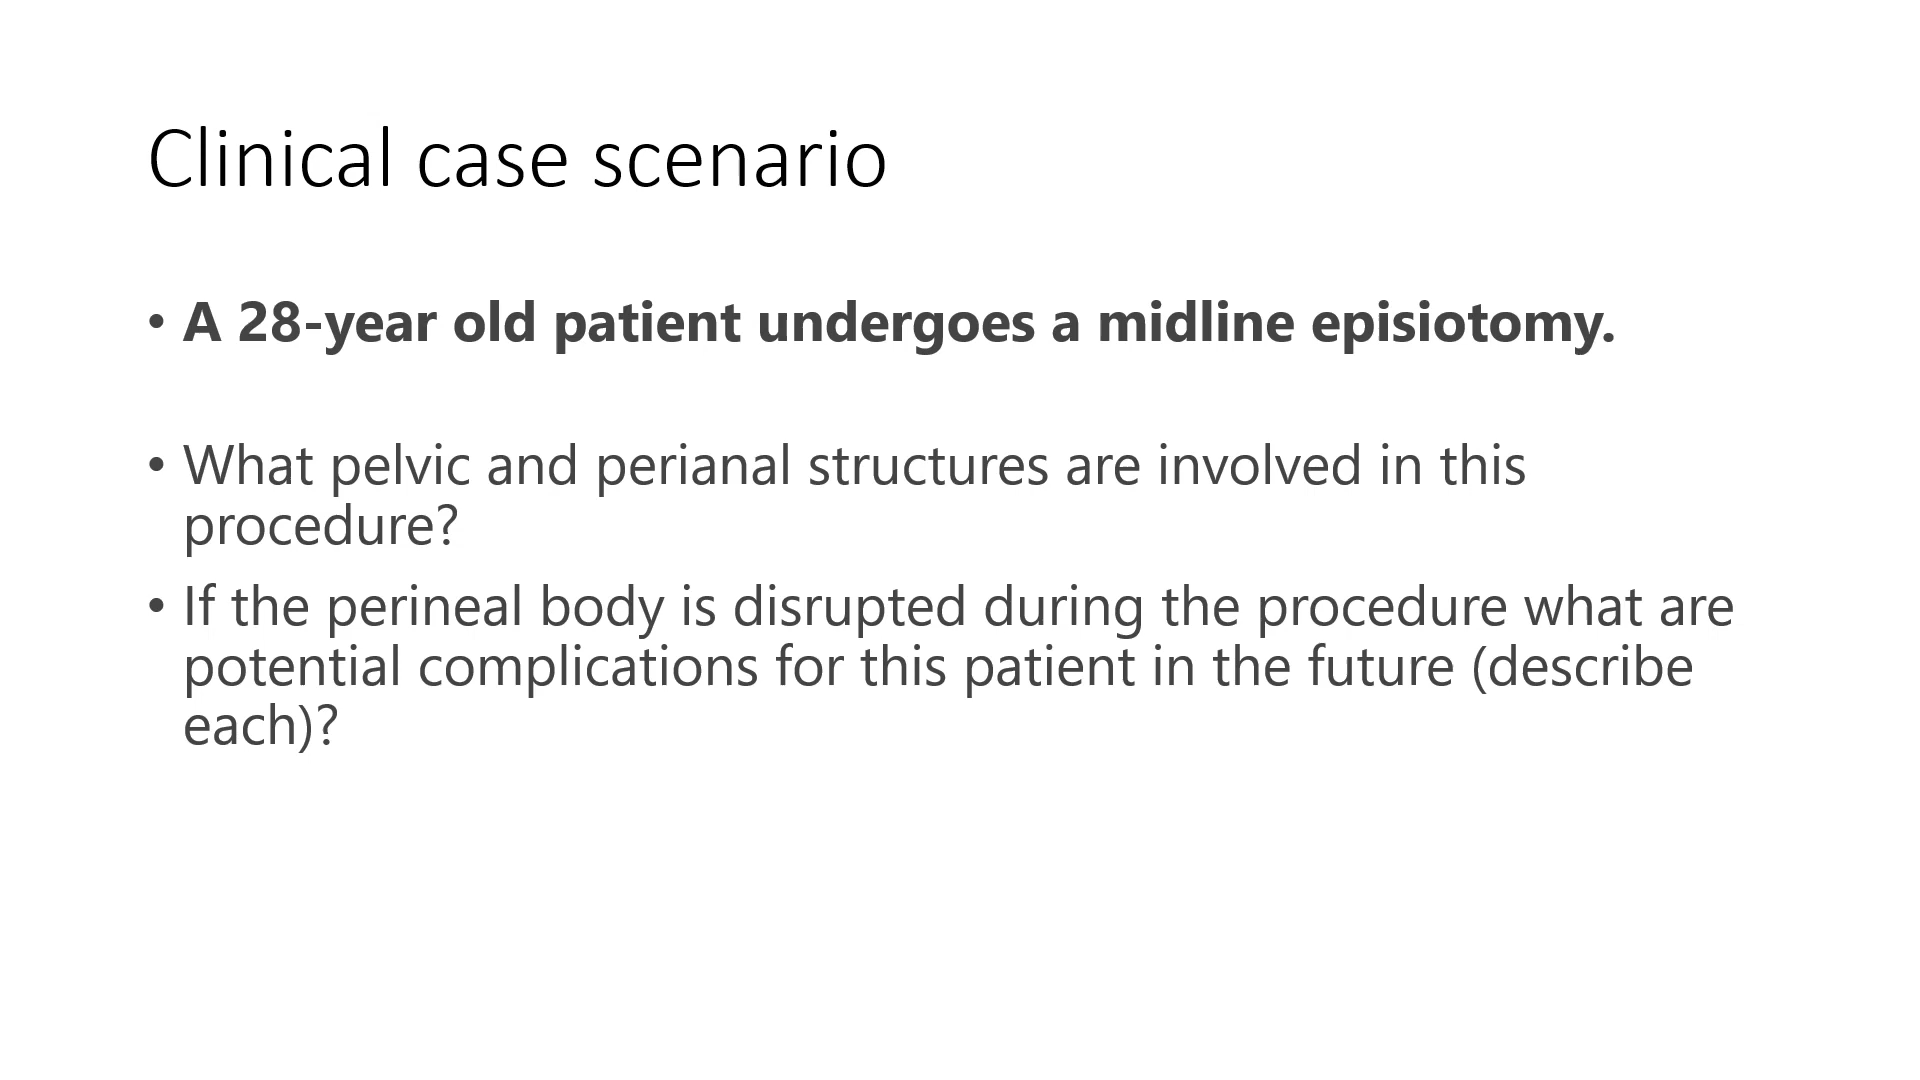 Clinical case scenario
• A 28-year old patient undergoes a midline episiotomy.
• What pelvic and perianal structures are involved in this
procedure?
• If the perineal body is disrupted during the procedure what are
potential complications for this patient in the future (describe
each)?